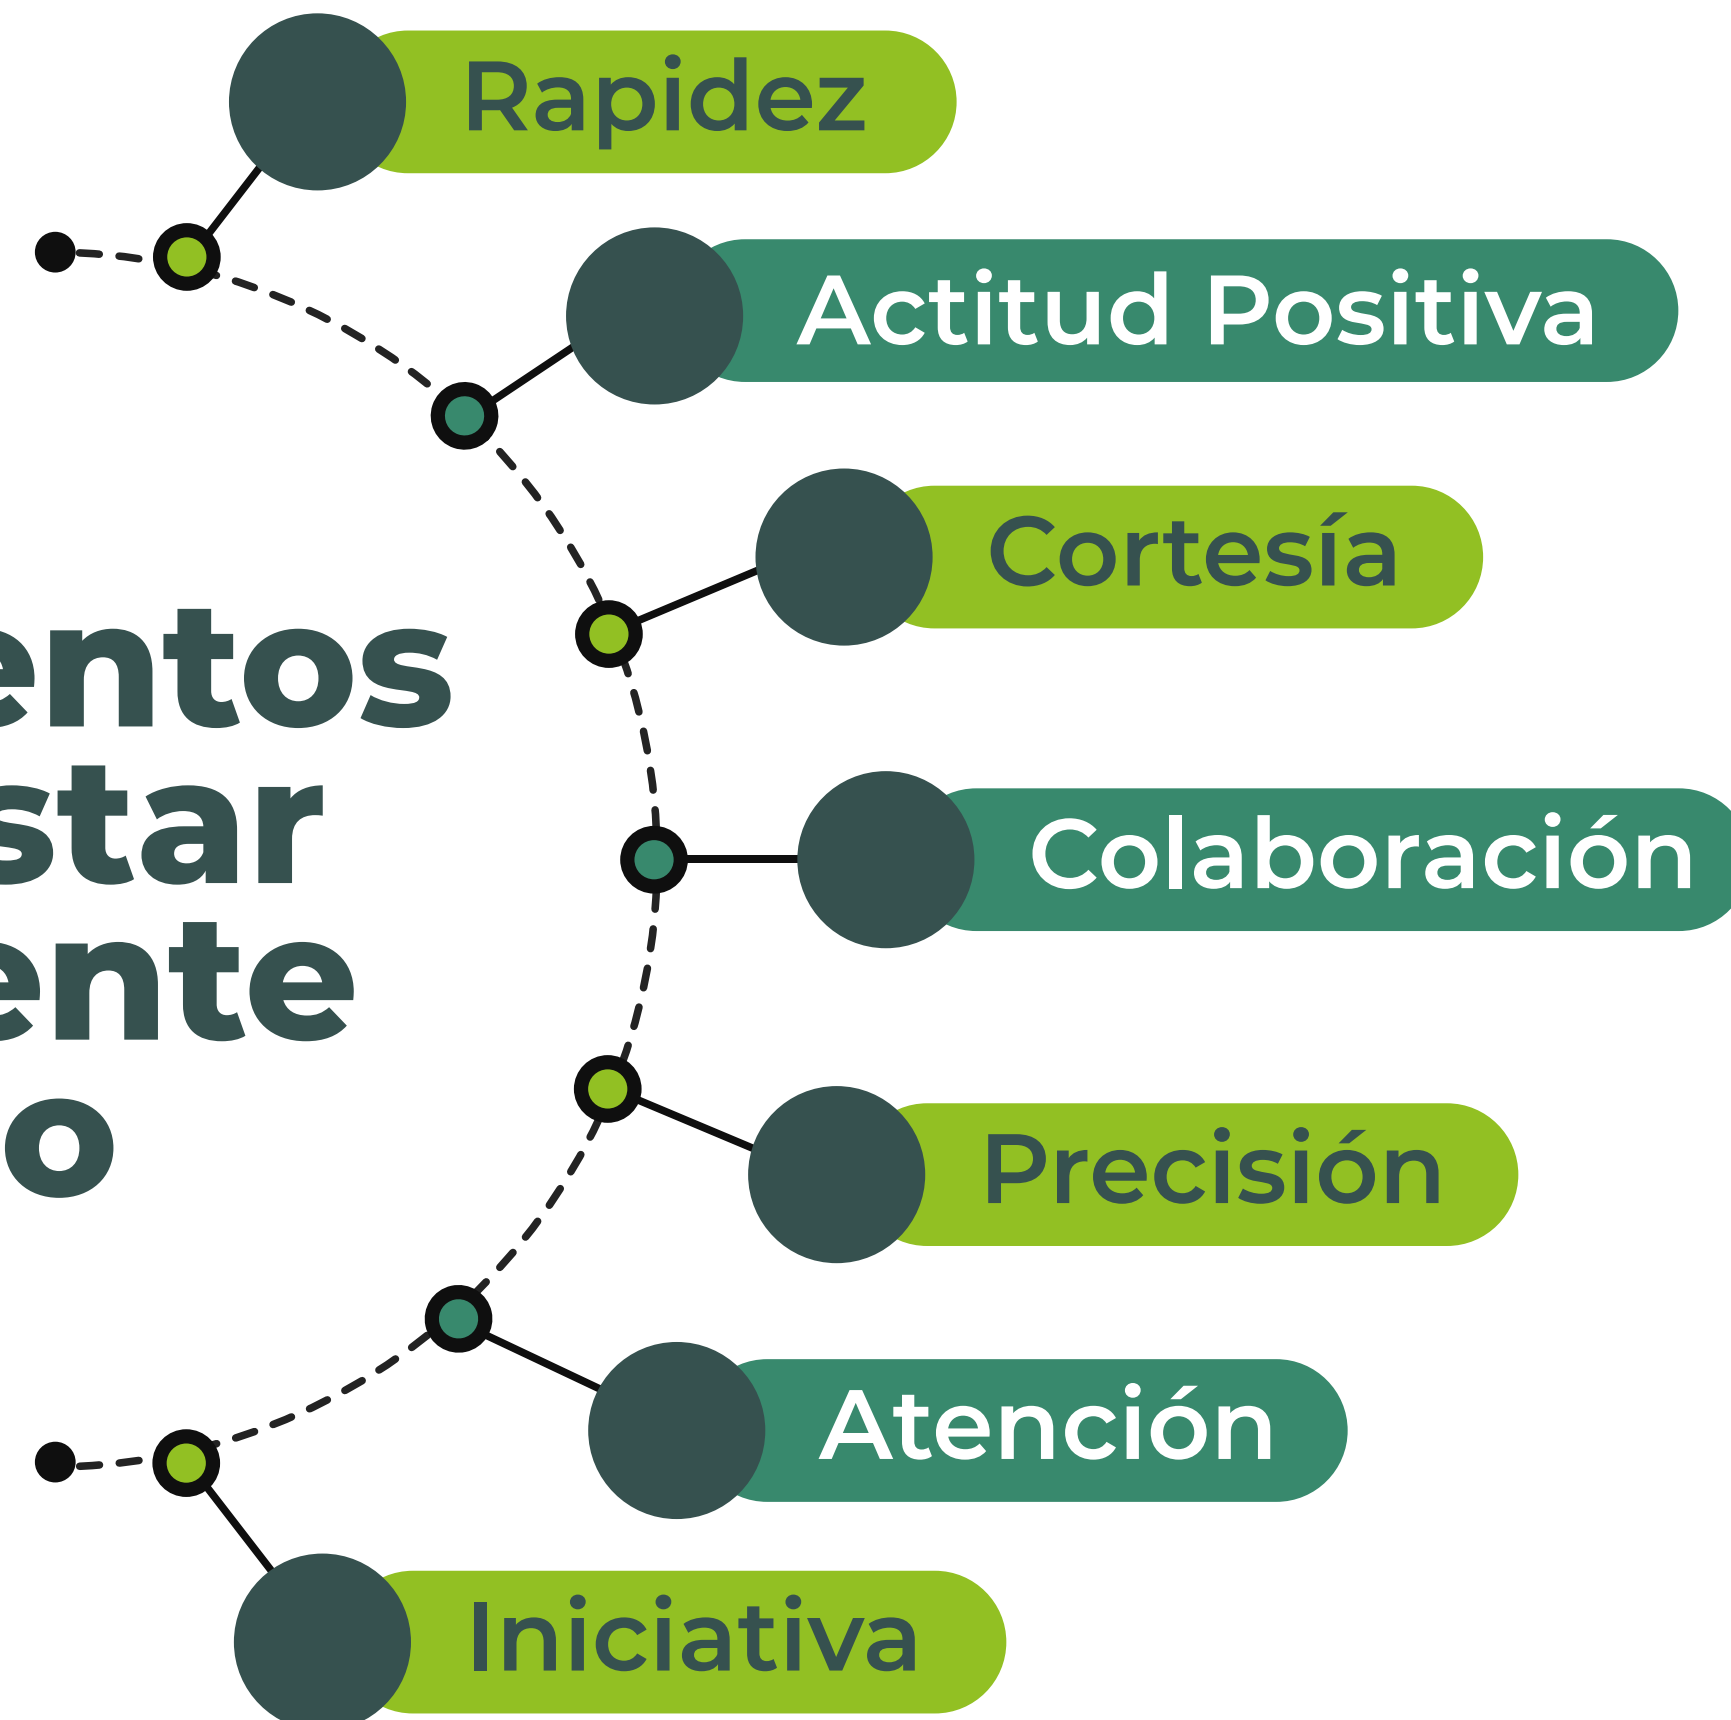 Rapidez
Actitud Positiva
Cortesía
entos
star
ente
o
Colaboración
Precisión
Atención
Iniciativa